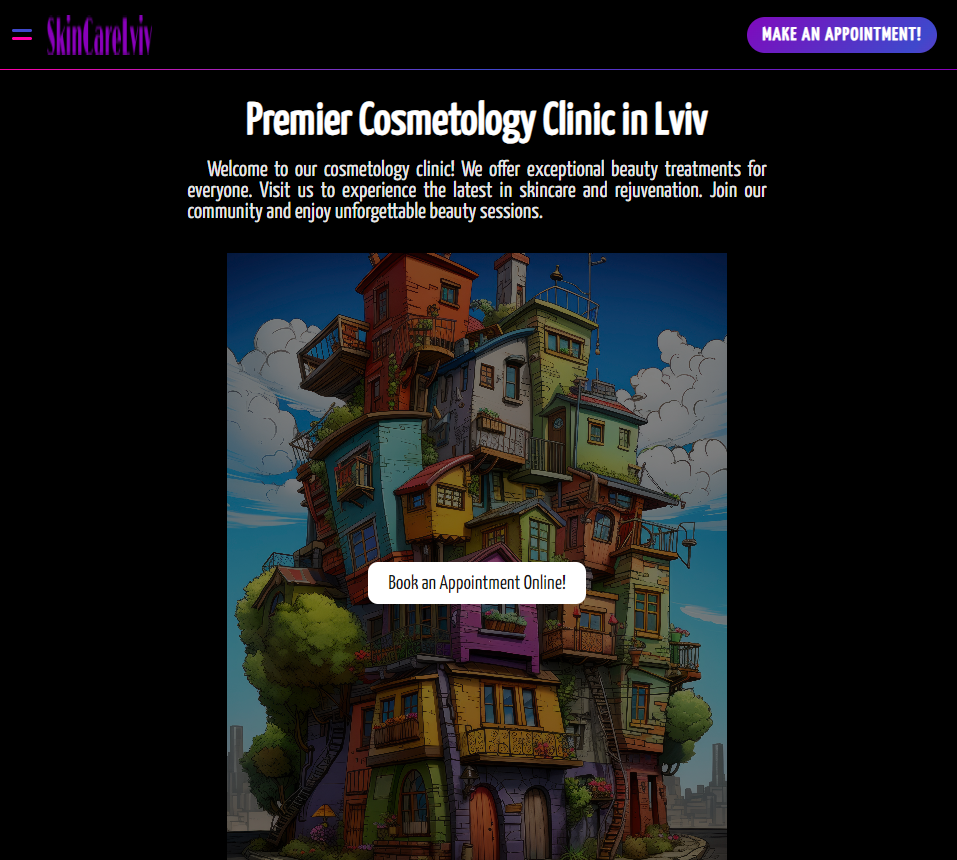 SkinCareLviv
MAKE AN APPOINTMENT!
Premier Cosmetology Clinic in Lviv
Welcome to our cosmetology clinic! We offer exceptional beauty treatments for
everyone. Visit us to experience the latest in skincare and rejuvenation. Join our
community and enjoy unforgettable beauty sessions.
Book an Appointment Online!